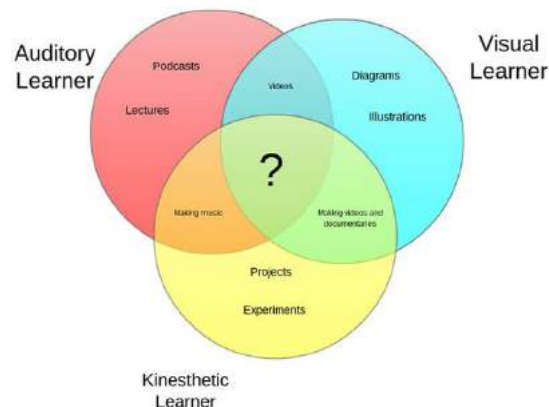 Auditory
Learner
Visual
Learner
Podcasts
Lectures
Videos
Diagrams
Illustrations
?
Making music
Making videos and
documentaries
Projects
Experiments
Kinesthetic
Learner